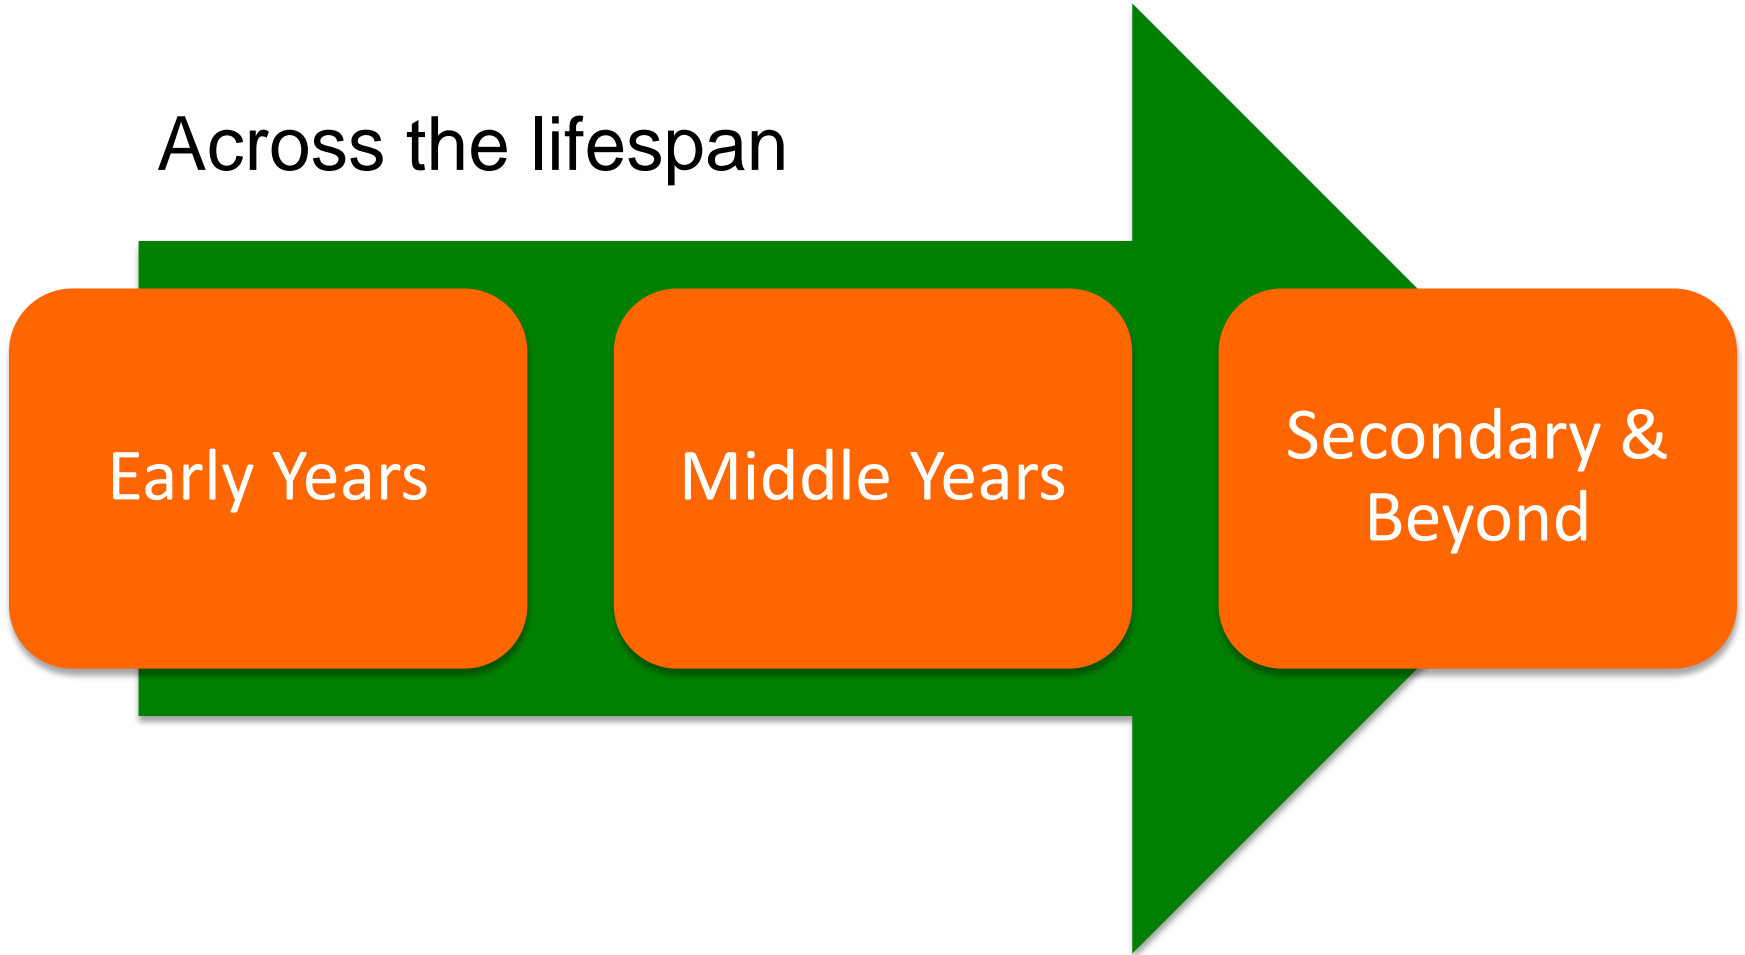 Across the lifespan
Early Years
Middle Years
Secondary &
Beyond